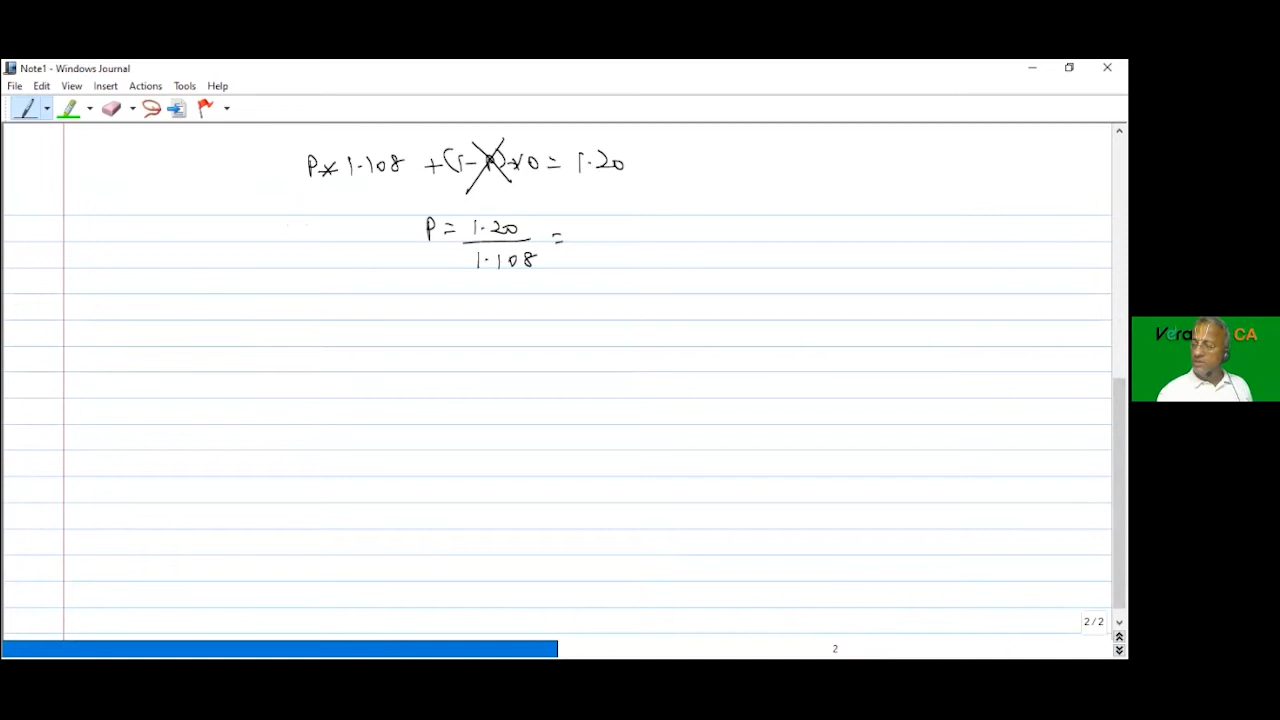 Note1 - Windows Journal
File Edit View Insert Actions Tools Help
P* 1.108 + (1-P)*0 = 1.20
P = 1.20 =
1.108
Vera CA
2 / 2
2